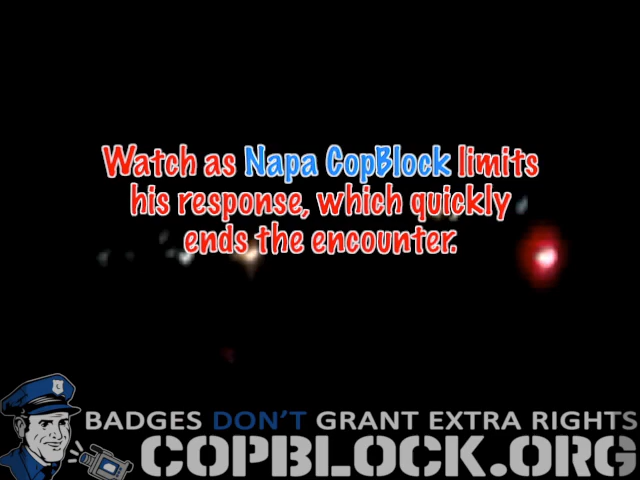 Watch as Napa CopBlock limits
his response, which quickly
ends the encounter.
BADGES DON'T GRANT EXTRA RIGHTS
COPBLOCK.ORG